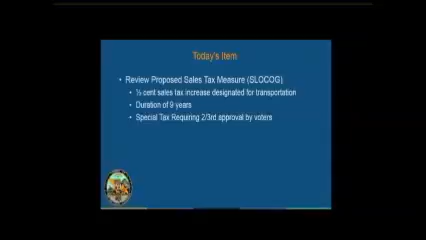 Today's Item
• Review Proposed Sales Tax Measure (SLOCOG)
• ½ cent sales tax increase designated for transportation
• Duration of 9 years
• Special Tax Requiring 2/3rd approval by voters